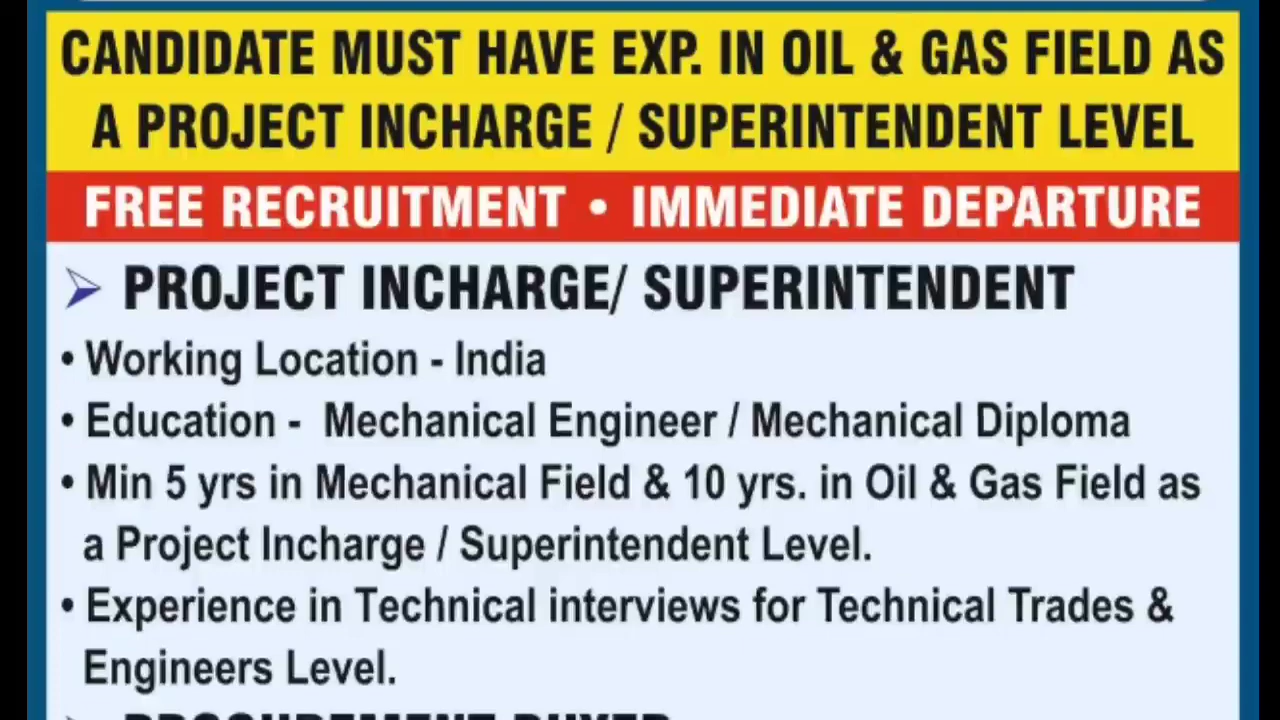 CANDIDATE MUST HAVE EXP. IN OIL & GAS FIELD AS
A PROJECT INCHARGE / SUPERINTENDENT LEVEL
FREE RECRUITMENT • IMMEDIATE DEPARTURE
➢ PROJECT INCHARGE/ SUPERINTENDENT
• Working Location - India
• Education - Mechanical Engineer / Mechanical Diploma
• Min 5 yrs in Mechanical Field & 10 yrs. in Oil & Gas Field as
a Project Incharge / Superintendent Level.
• Experience in Technical interviews for Technical Trades &
Engineers Level.
➢ PROCUREMENT BUYER